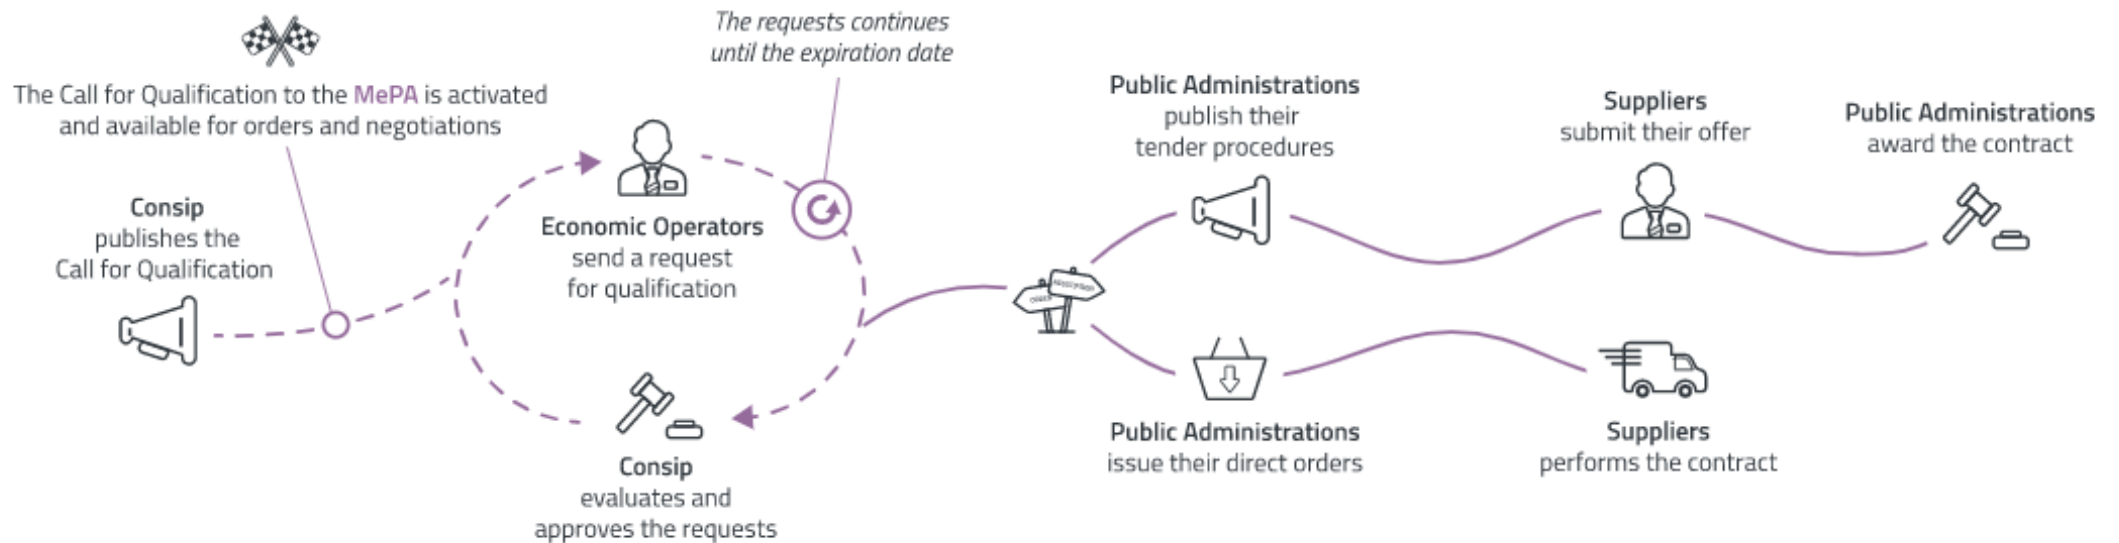 The requests continues
until the expiration date
The Call for Qualification to the MePA is activated
and available for orders and negotiations
Consip
publishes the
Call for Qualification
Economic Operators
send a request
for qualification
Consip
evaluates and
approves the requests
Public Administrations
publish their
tender procedures
Suppliers
submit their offer
Public Administrations
award the contract
Public Administrations
issue their direct orders
Suppliers
performs the contract